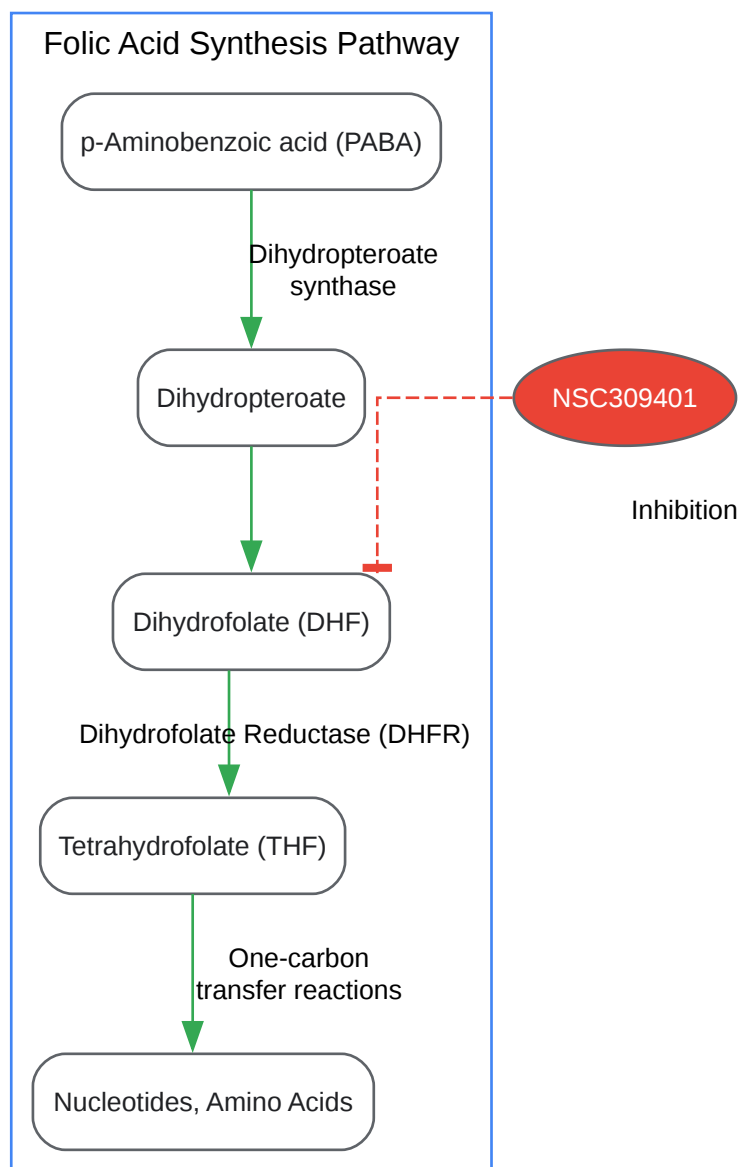 Folic Acid Synthesis Pathway
p-Aminobenzoic acid (PABA)
Dihydropteroate
synthase
Dihydropteroate
NSC309401
Inhibition
Dihydrofolate (DHF)
Dihydrofolate Reductase (DHFR)
Tetrahydrofolate (THF)
One-carbon
transfer reactions
Nucleotides, Amino Acids